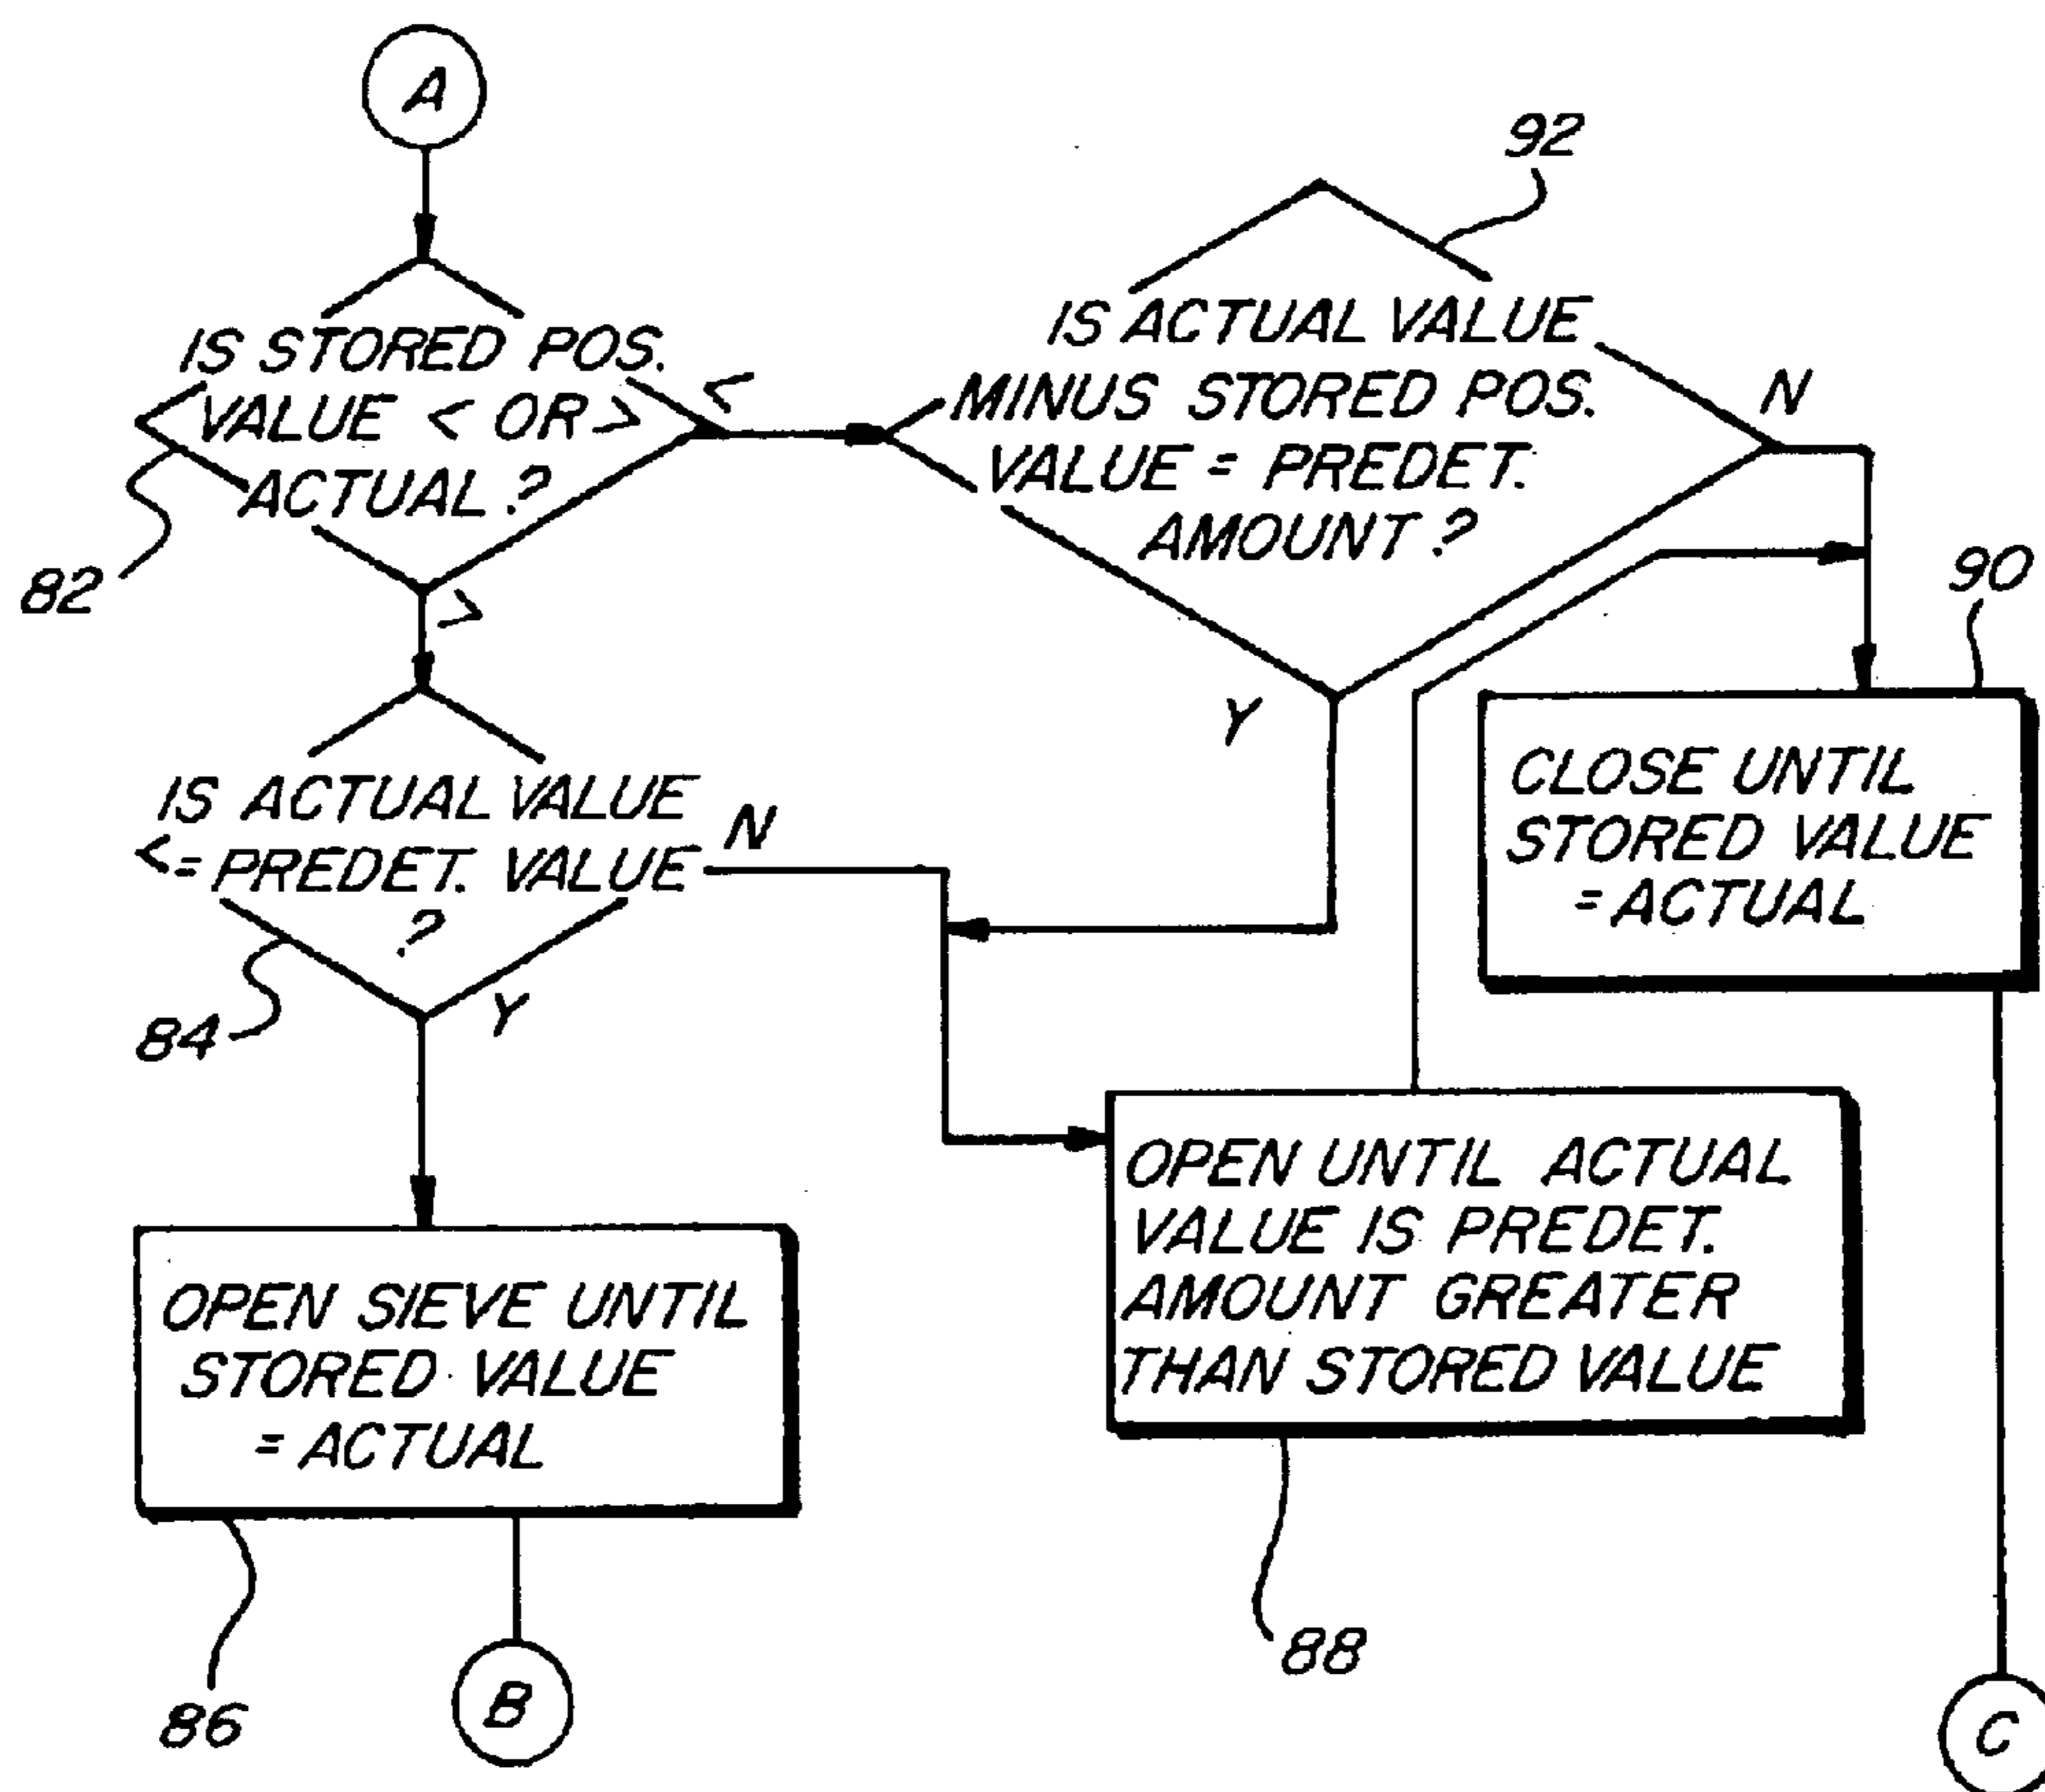 A
IS STORED POS.
VALUE < OR >
ACTUAL ?
<
>
82
92
IS ACTUAL VALUE
MINUS STORED POS.
VALUE = PREDET.
AMOUNT ?
N
Y
90
CLOSE UNTIL
STORED VALUE
= ACTUAL
IS ACTUAL VALUE
<= PREDET. VALUE
?
N
Y
84
OPEN SIEVE UNTIL
STORED VALUE
= ACTUAL
86
B
OPEN UNTIL ACTUAL
VALUE IS PREDET.
AMOUNT GREATER
THAN STORED VALUE
88
C